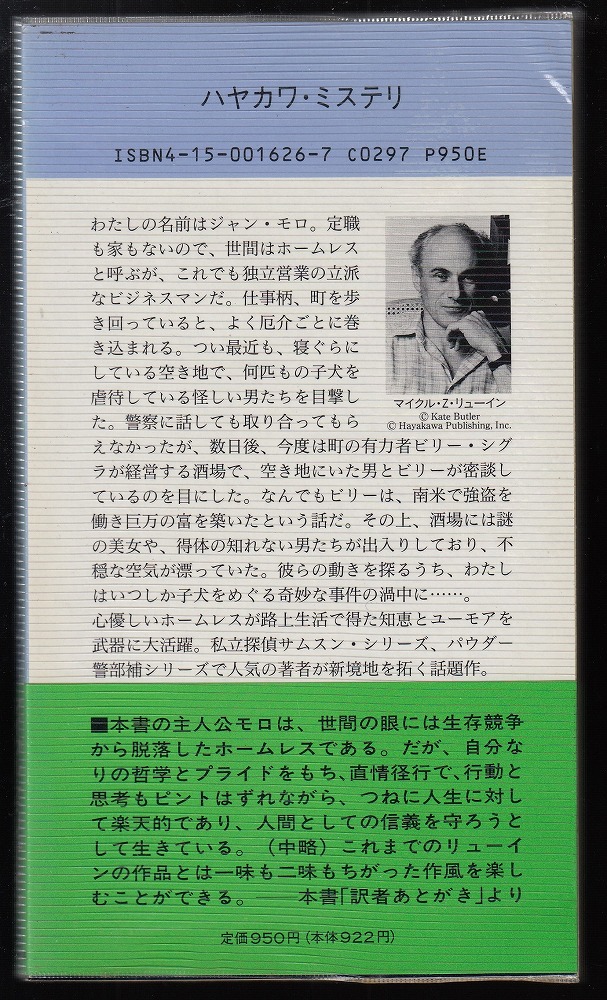 ハヤカワ・ミステリ
ISBN4-15-001626-7 C0297 P950E
わたしの名前はジャン・モロ。定職
も家もないので、世間はホームレス
と呼ぶが、これでも独立営業の立派
なビジネスマンだ。仕事柄、町を歩
き回っていると、よく厄介ごとに巻
き込まれる。つい最近も、寝ぐらに
している空き地で、何匹もの子犬を
虐待している怪しい男たちを目撃し
た。警察に話しても取り合ってもら
マイクル・Z・リューイン
© Kate Butler
© Hayakawa Publishing, Inc.
えなかったが、数日後、今度は町の有力者ビリー・シグ
ラが経営する酒場で、空き地にいた男とビリーが密談し
ているのを目にした。なんでもビリーは、南米で強盗を
働き巨万の富を築いたという話だ。その上、酒場には謎
の美女や、得体の知れない男たちが出入りしており、不
穏な空気が漂っていた。彼らの動きを探るうち、わたし
はいつしか子犬をめぐる奇妙な事件の渦中に……。
心優しいホームレスが路上生活で得た知恵とユーモアを
武器に大活躍。私立探偵サムスン・シリーズ、パウダー
警部補シリーズで人気の著者が新境地を拓く話題作。
■本書の主人公モロは、世間の眼には生存競争
から脱落したホームレスである。だが、自分な
りの哲学とプライドをもち、直情径行で、行動と
思考もピントはずれながら、つねに人生に対し
て楽天的であり、人間としての信義を守ろうと
して生きている。（中略）これまでのリューイ
ンの作品とは一味も二味もちがった作風を楽し
むことができる。── 本書「訳者あとがき」より
定価950円（本体922円）